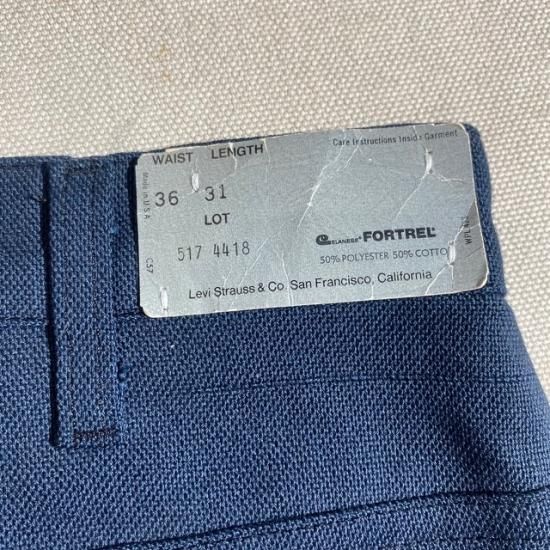 Care Instructions Inside Garment
WAIST LENGTH
36 31
LOT
517 4418
Made in U.S.A
C57
CELANESE® FORTREL®
50% POLYESTER 50% COTTON
Levi Strauss & Co. San Francisco, California